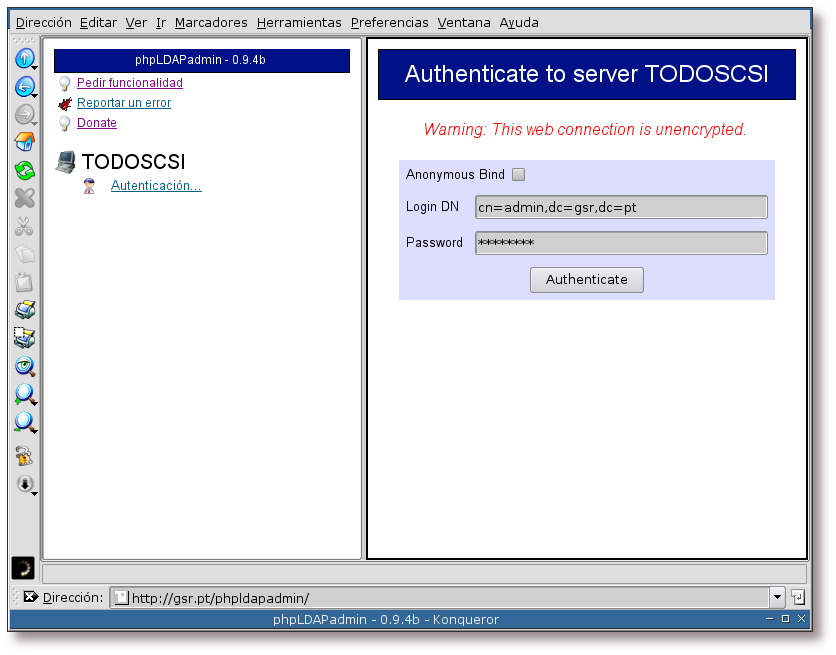 Dirección Editar Ver Ir Marcadores Herramientas Preferencias Ventana Ayuda
phpLDAPadmin - 0.9.4b
Pedir funcionalidad
Reportar un error
Donate
TODOSCSI
Autenticación...
Authenticate to server TODOSCSI
Warning: This web connection is unencrypted.
Anonymous Bind
Login DN cn=admin,dc=gsr,dc=pt
Password ********
Authenticate
Dirección: http://gsr.pt/phpldapadmin/
phpLDAPadmin - 0.9.4b - Konqueror